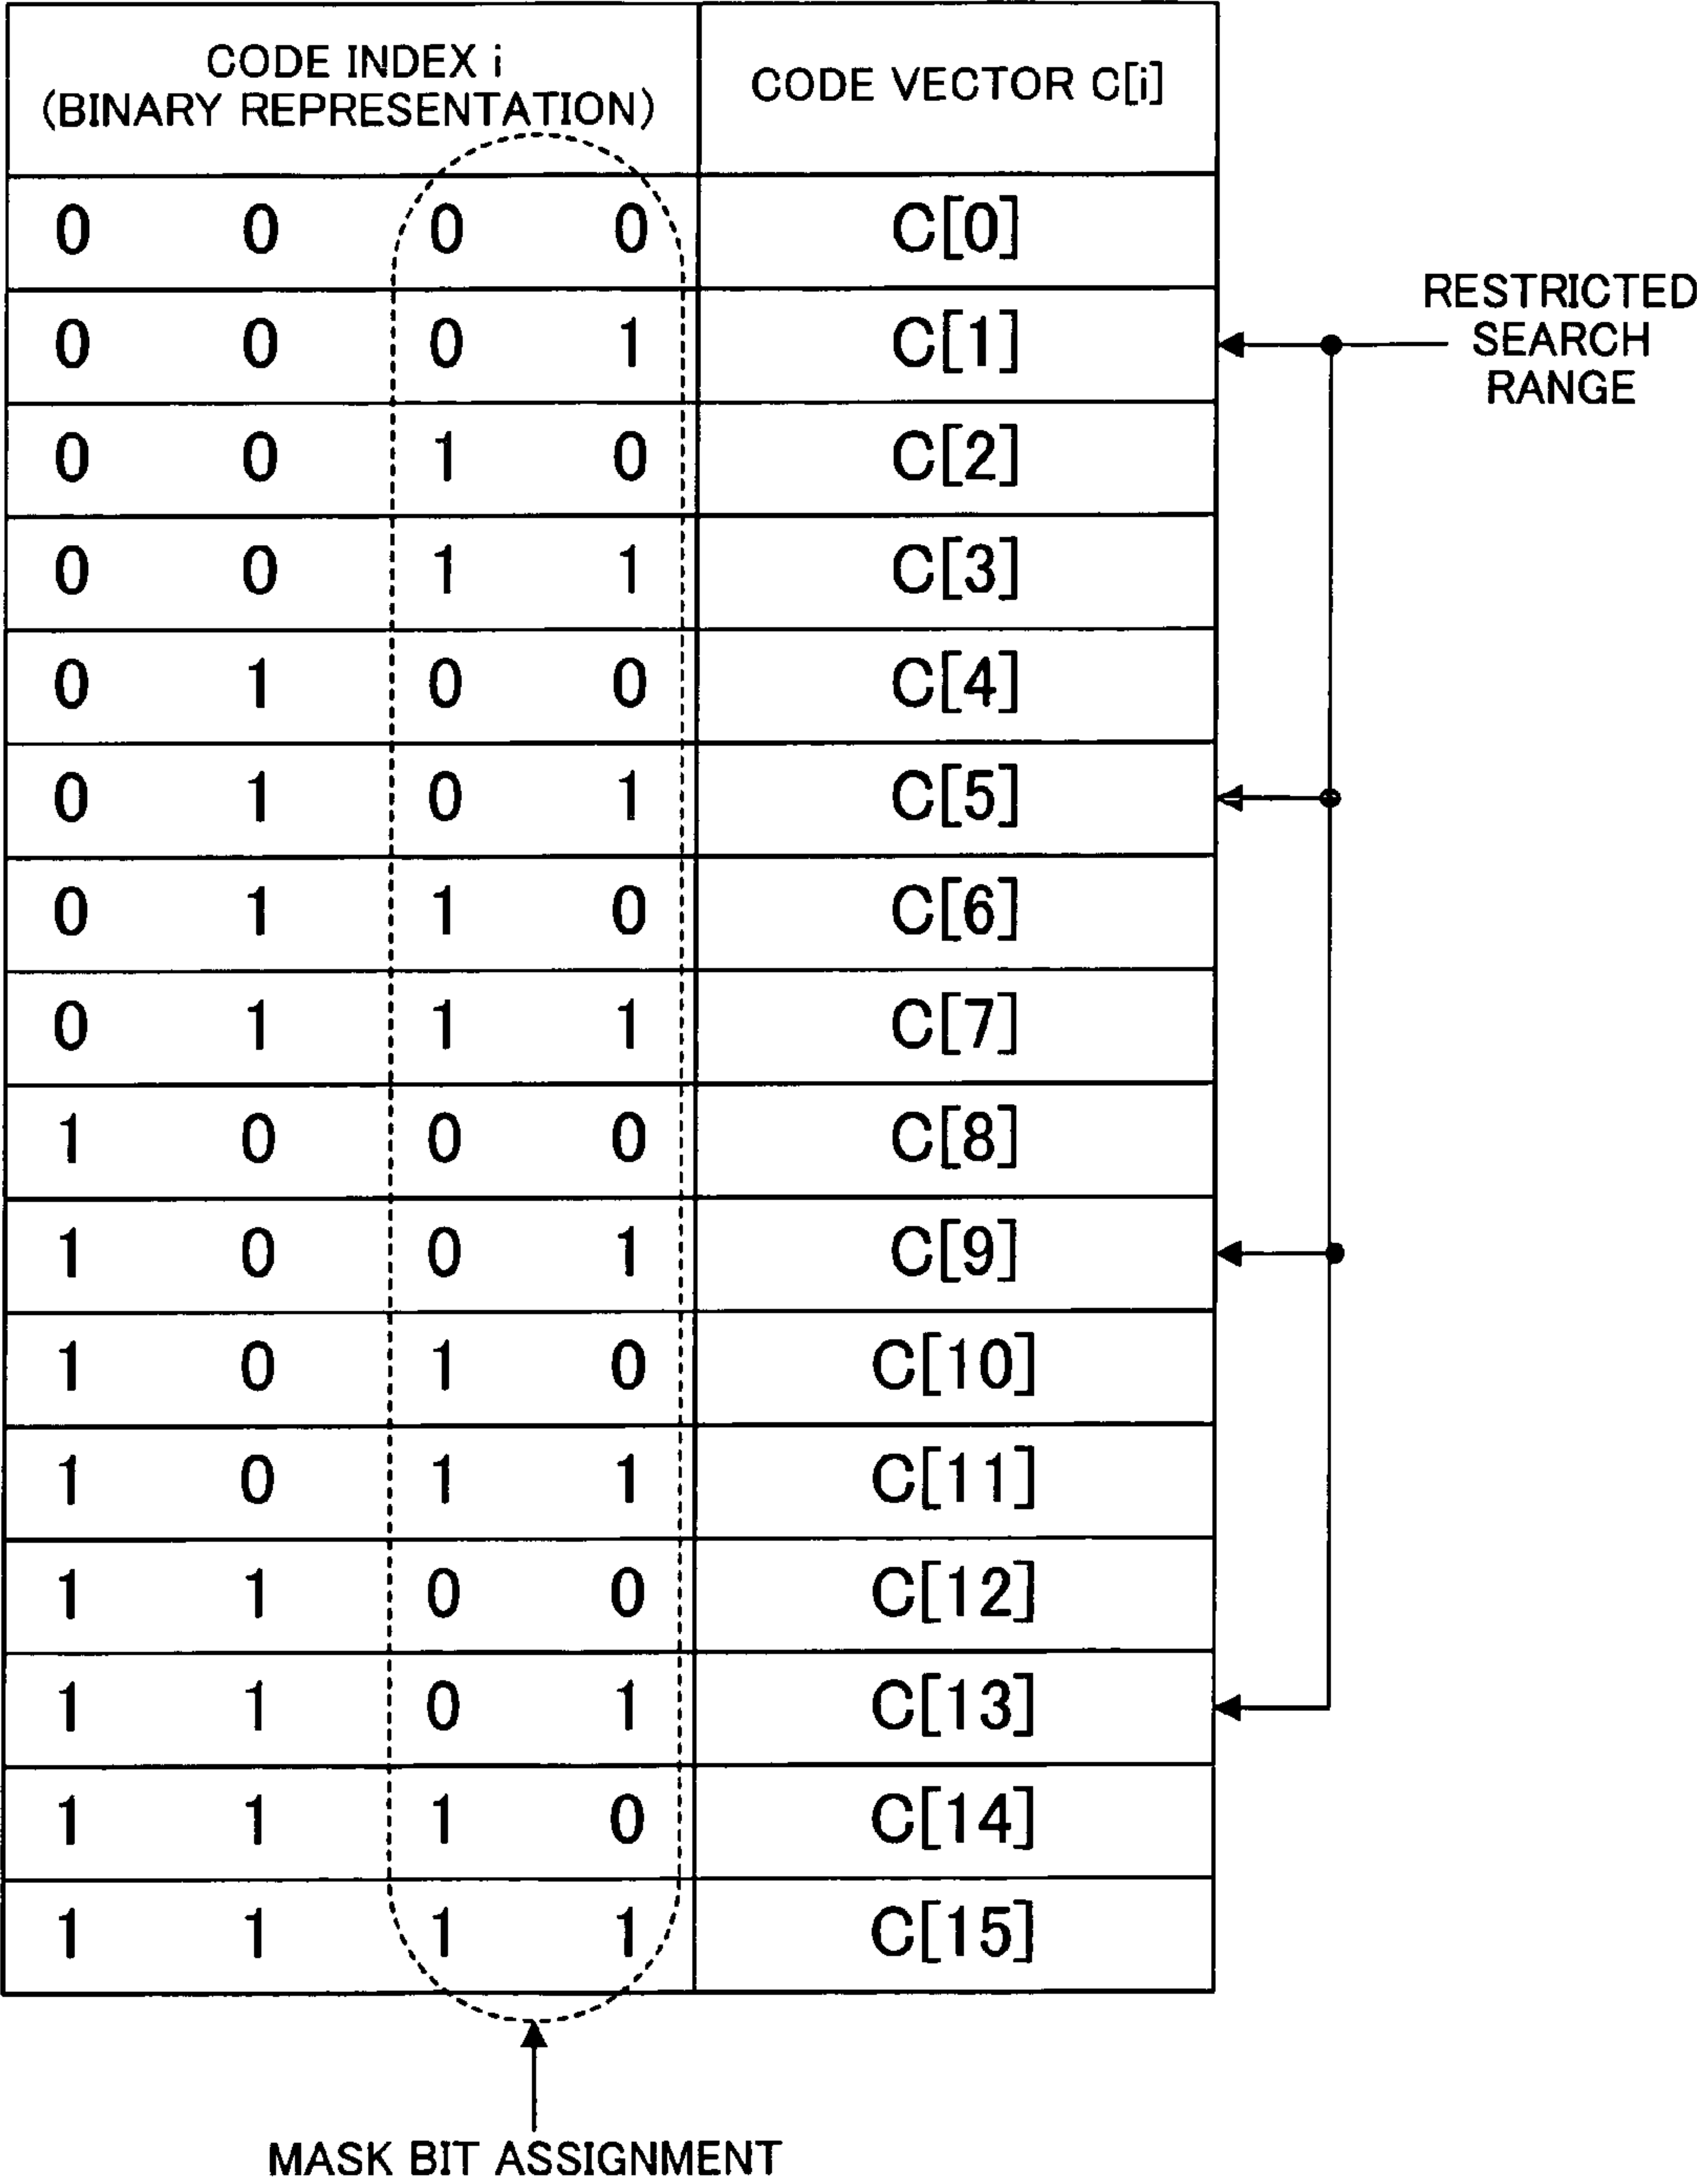 CODE INDEX i
(BINARY REPRESENTATION)
CODE VECTOR C[i]
0 0 0 0 C[0]
0 0 0 1 C[1]
RESTRICTED
SEARCH
RANGE
0 0 1 0 C[2]
0 0 1 1 C[3]
0 1 0 0 C[4]
0 1 0 1 C[5]
0 1 1 0 C[6]
0 1 1 1 C[7]
1 0 0 0 C[8]
1 0 0 1 C[9]
1 0 1 0 C[10]
1 0 1 1 C[11]
1 1 0 0 C[12]
1 1 0 1 C[13]
1 1 1 0 C[14]
1 1 1 1 C[15]
MASK BIT ASSIGNMENT